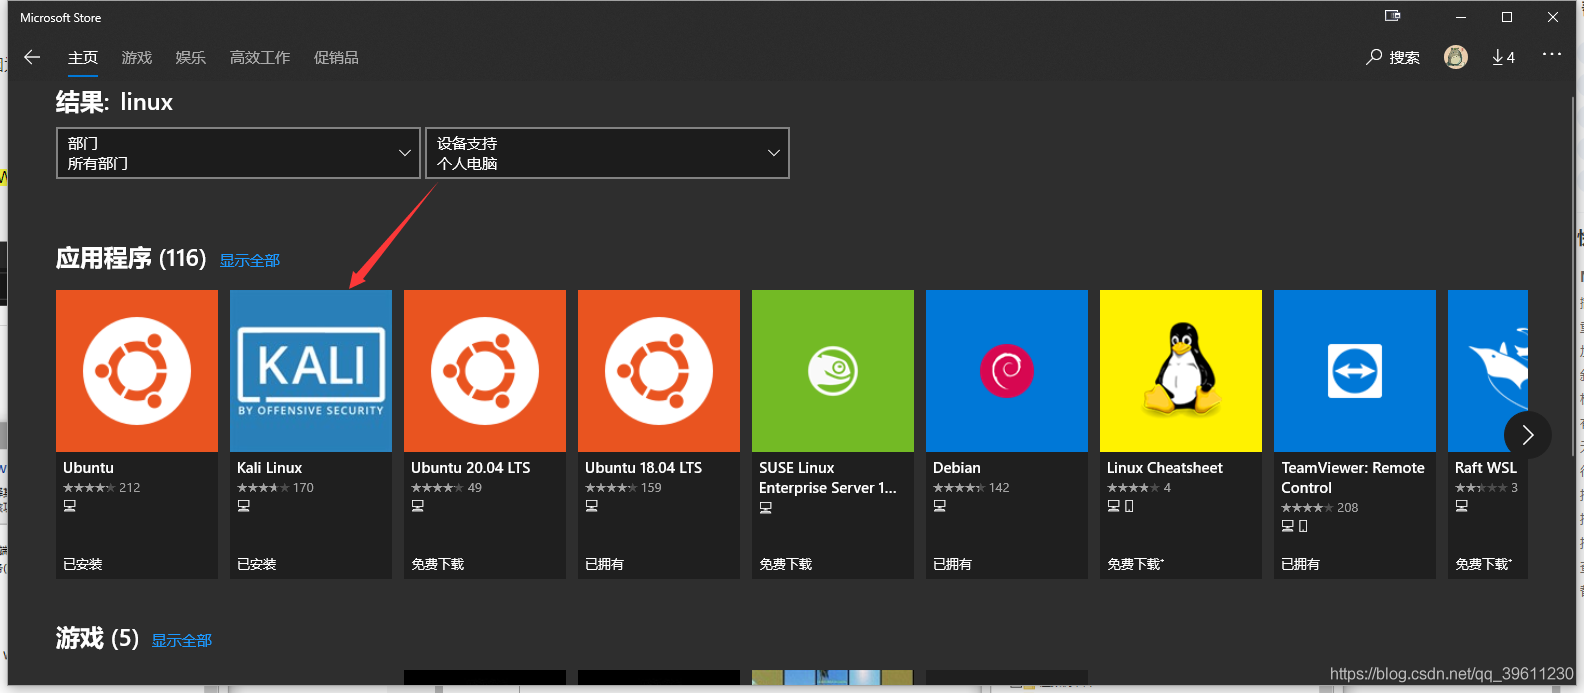 Microsoft Store
主页 游戏 娱乐 高效工作 促销品 搜索 4
结果: linux
部门
所有部门
设备支持
个人电脑
应用程序 (116) 显示全部
KALI
BY OFFENSIVE SECURITY
Ubuntu
212
已安装
Kali Linux
170
已安装
Ubuntu 20.04 LTS
49
免费下载
Ubuntu 18.04 LTS
159
已拥有
SUSE Linux
Enterprise Server 1...
免费下载
Debian
142
已拥有
Linux Cheatsheet
4
免费下载*
TeamViewer: Remote
Control
208
已拥有
Raft WSL
3
免费下载*
游戏 (5) 显示全部
https://blog.csdn.net/qq_39611230